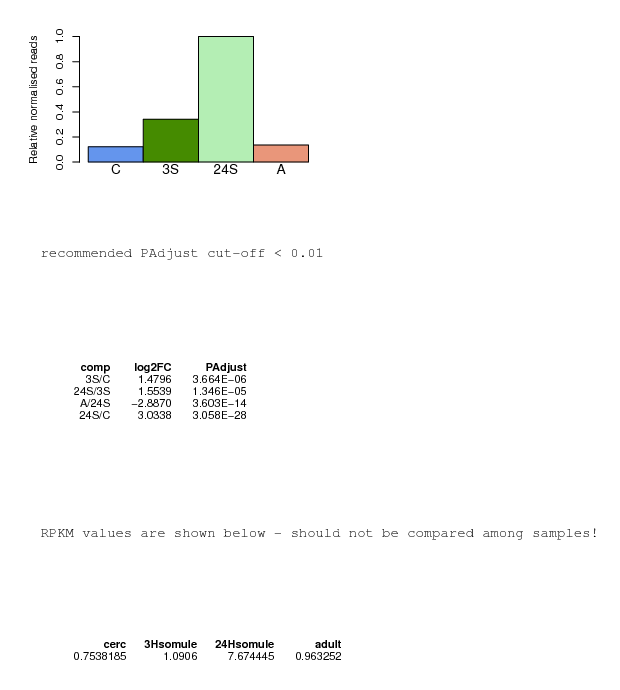 Relative normalised reads
1.0
0.8
0.6
0.4
0.2
0.0
C 3S 24S A
recommended PAdjust cut-off < 0.01
comp log2FC PAdjust
3S/C 1.4796 3.664E−06
24S/3S 1.5539 1.346E−05
A/24S −2.8870 3.603E−14
24S/C 3.0338 3.058E−28
RPKM values are shown below - should not be compared among samples!
cerc 3Hsomule 24Hsomule adult
0.7538185 1.0906 7.674445 0.963252